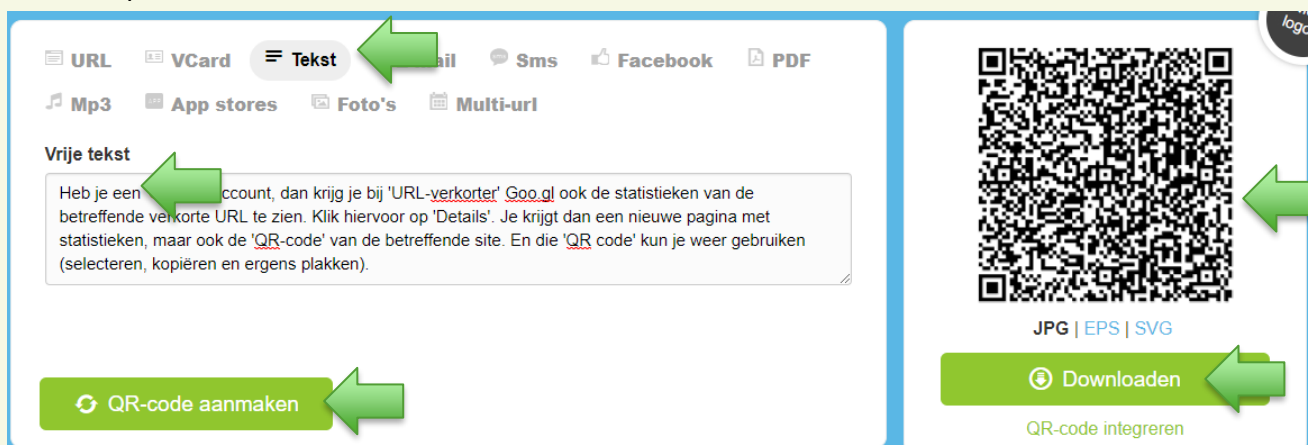 URL VCard Tekst ail Sms Facebook PDF
Mp3 App stores Foto's Multi-url
Vrije tekst
Heb je een ccount, dan krijg je bij 'URL-verkorter' Goo.gl ook de statistieken van de
betreffende verkorte URL te zien. Klik hiervoor op 'Details'. Je krijgt dan een nieuwe pagina met
statistieken, maar ook de 'QR-code' van de betreffende site. En die 'QR code' kun je weer gebruiken
(selecteren, kopiëren en ergens plakken).
QR-code aanmaken
logo
JPG | EPS | SVG
Downloaden
QR-code integreren